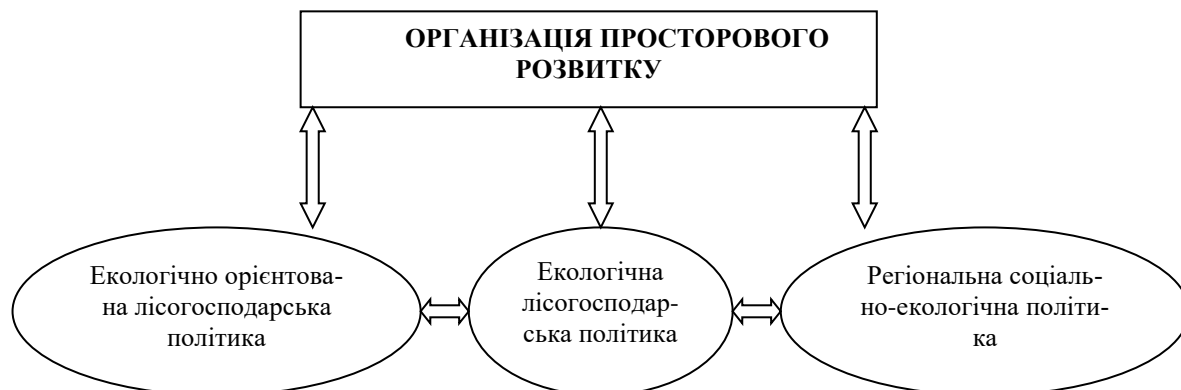 ОРГАНІЗАЦІЯ ПРОСТОРОВОГО
РОЗВИТКУ
Екологічно орієнтова-
на лісогосподарська
політика
Екологічна
лісогосподар-
ська політика
Регіональна соціаль-
но-екологічна політи-
ка